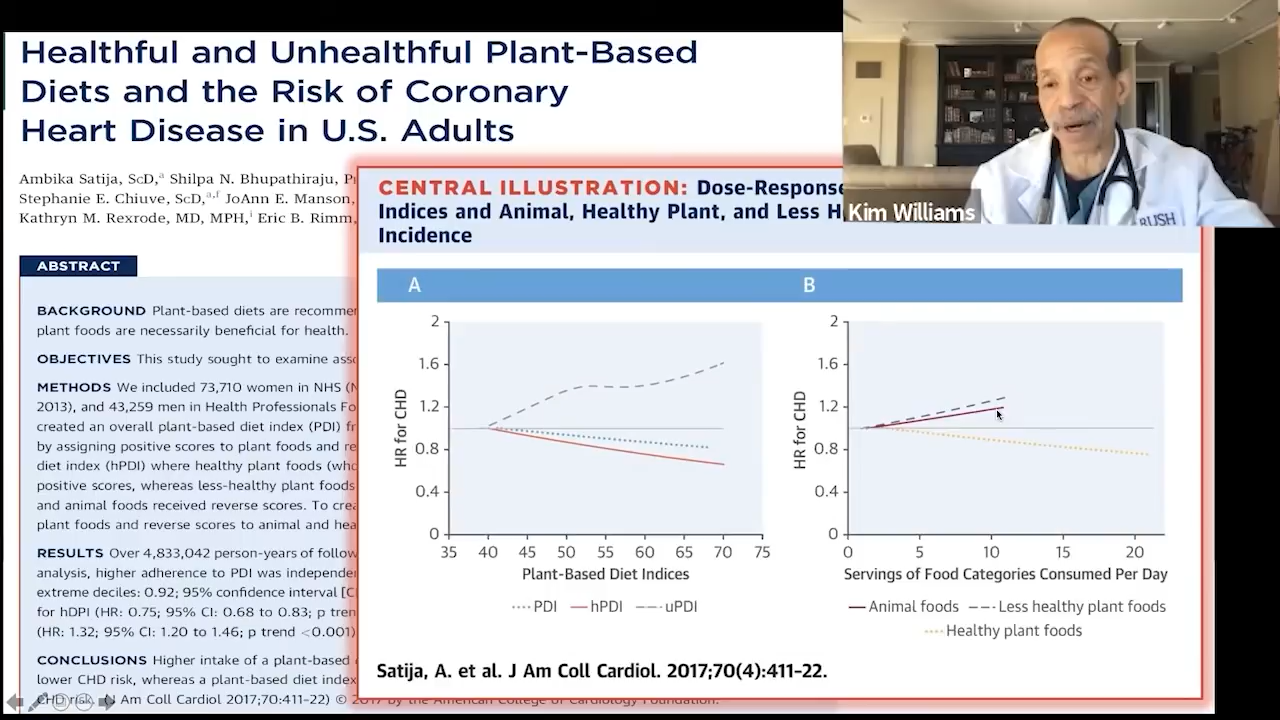 Healthful and Unhealthful Plant-Based
Diets and the Risk of Coronary
Heart Disease in U.S. Adults
Ambika Satija, ScD,ᵃ Shilpa N. Bhupathiraju,
Stephanie E. Chiuve, ScD,ᵃ,ᶠ JoAnn E. Manson,
Kathryn M. Rexrode, MD, MPH,ⁱ Eric B. Rimm,
ABSTRACT
BACKGROUND Plant-based diets are
plant foods are necessarily beneficial for health.
OBJECTIVES This study sought to examine
METHODS We included 73,710 women in NHS
2013), and 43,259 men in Health Professionals
created an overall plant-based diet index (PDI)
by assigning positive scores to plant foods and
diet index (hPDI) where healthy plant foods
positive scores, whereas less-healthy plant foods
and animal foods received reverse scores. To
plant foods and reverse scores to animal and
RESULTS Over 4,833,042 person-years of
analysis, higher adherence to PDI was
extreme deciles: 0.92; 95% confidence interval
for hDPI (HR: 0.75; 95% CI: 0.68 to 0.83; p
(HR: 1.32; 95% CI: 1.20 to 1.46; p trend <0.001)
CONCLUSIONS Higher intake of a plant-based
lower CHD risk, whereas a plant-based diet index
CHD risk. (J Am Coll Cardiol 2017;70:411-22) © 2017 by the American College of Cardiology Foundation.
CENTRAL ILLUSTRATION: Dose-Response
Indices and Animal, Healthy Plant, and Less
Incidence
A
B
HR for CHD
2
1.6
1.2
0.8
0.4
0
35 40 45 50 55 60 65 70 75
Plant-Based Diet Indices
PDI hPDI uPDI
HR for CHD
2
1.6
1.2
0.8
0.4
0
0 5 10 15 20
Servings of Food Categories Consumed Per Day
Animal foods Less healthy plant foods
Healthy plant foods
Satija, A. et al. J Am Coll Cardiol. 2017;70(4):411–22.
Kim Williams
RUSH